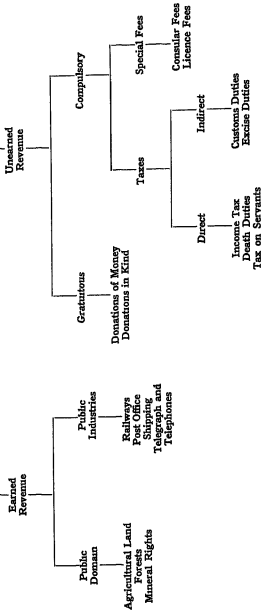 Earned
Revenue
Public
Domain
Agricultural Land
Forests
Mineral Rights
Public
Industries
Railways
Post Office
Shipping
Telegraph and
Telephones
Unearned
Revenue
Gratutous
Donations of Money
Donations in Kind
Compulsory
Taxes
Direct
Income Tax
Death Duties
Tax on Servants
Indirect
Customs Duties
Excise Duties
Special Fees
Consular Fees
Licence Fees